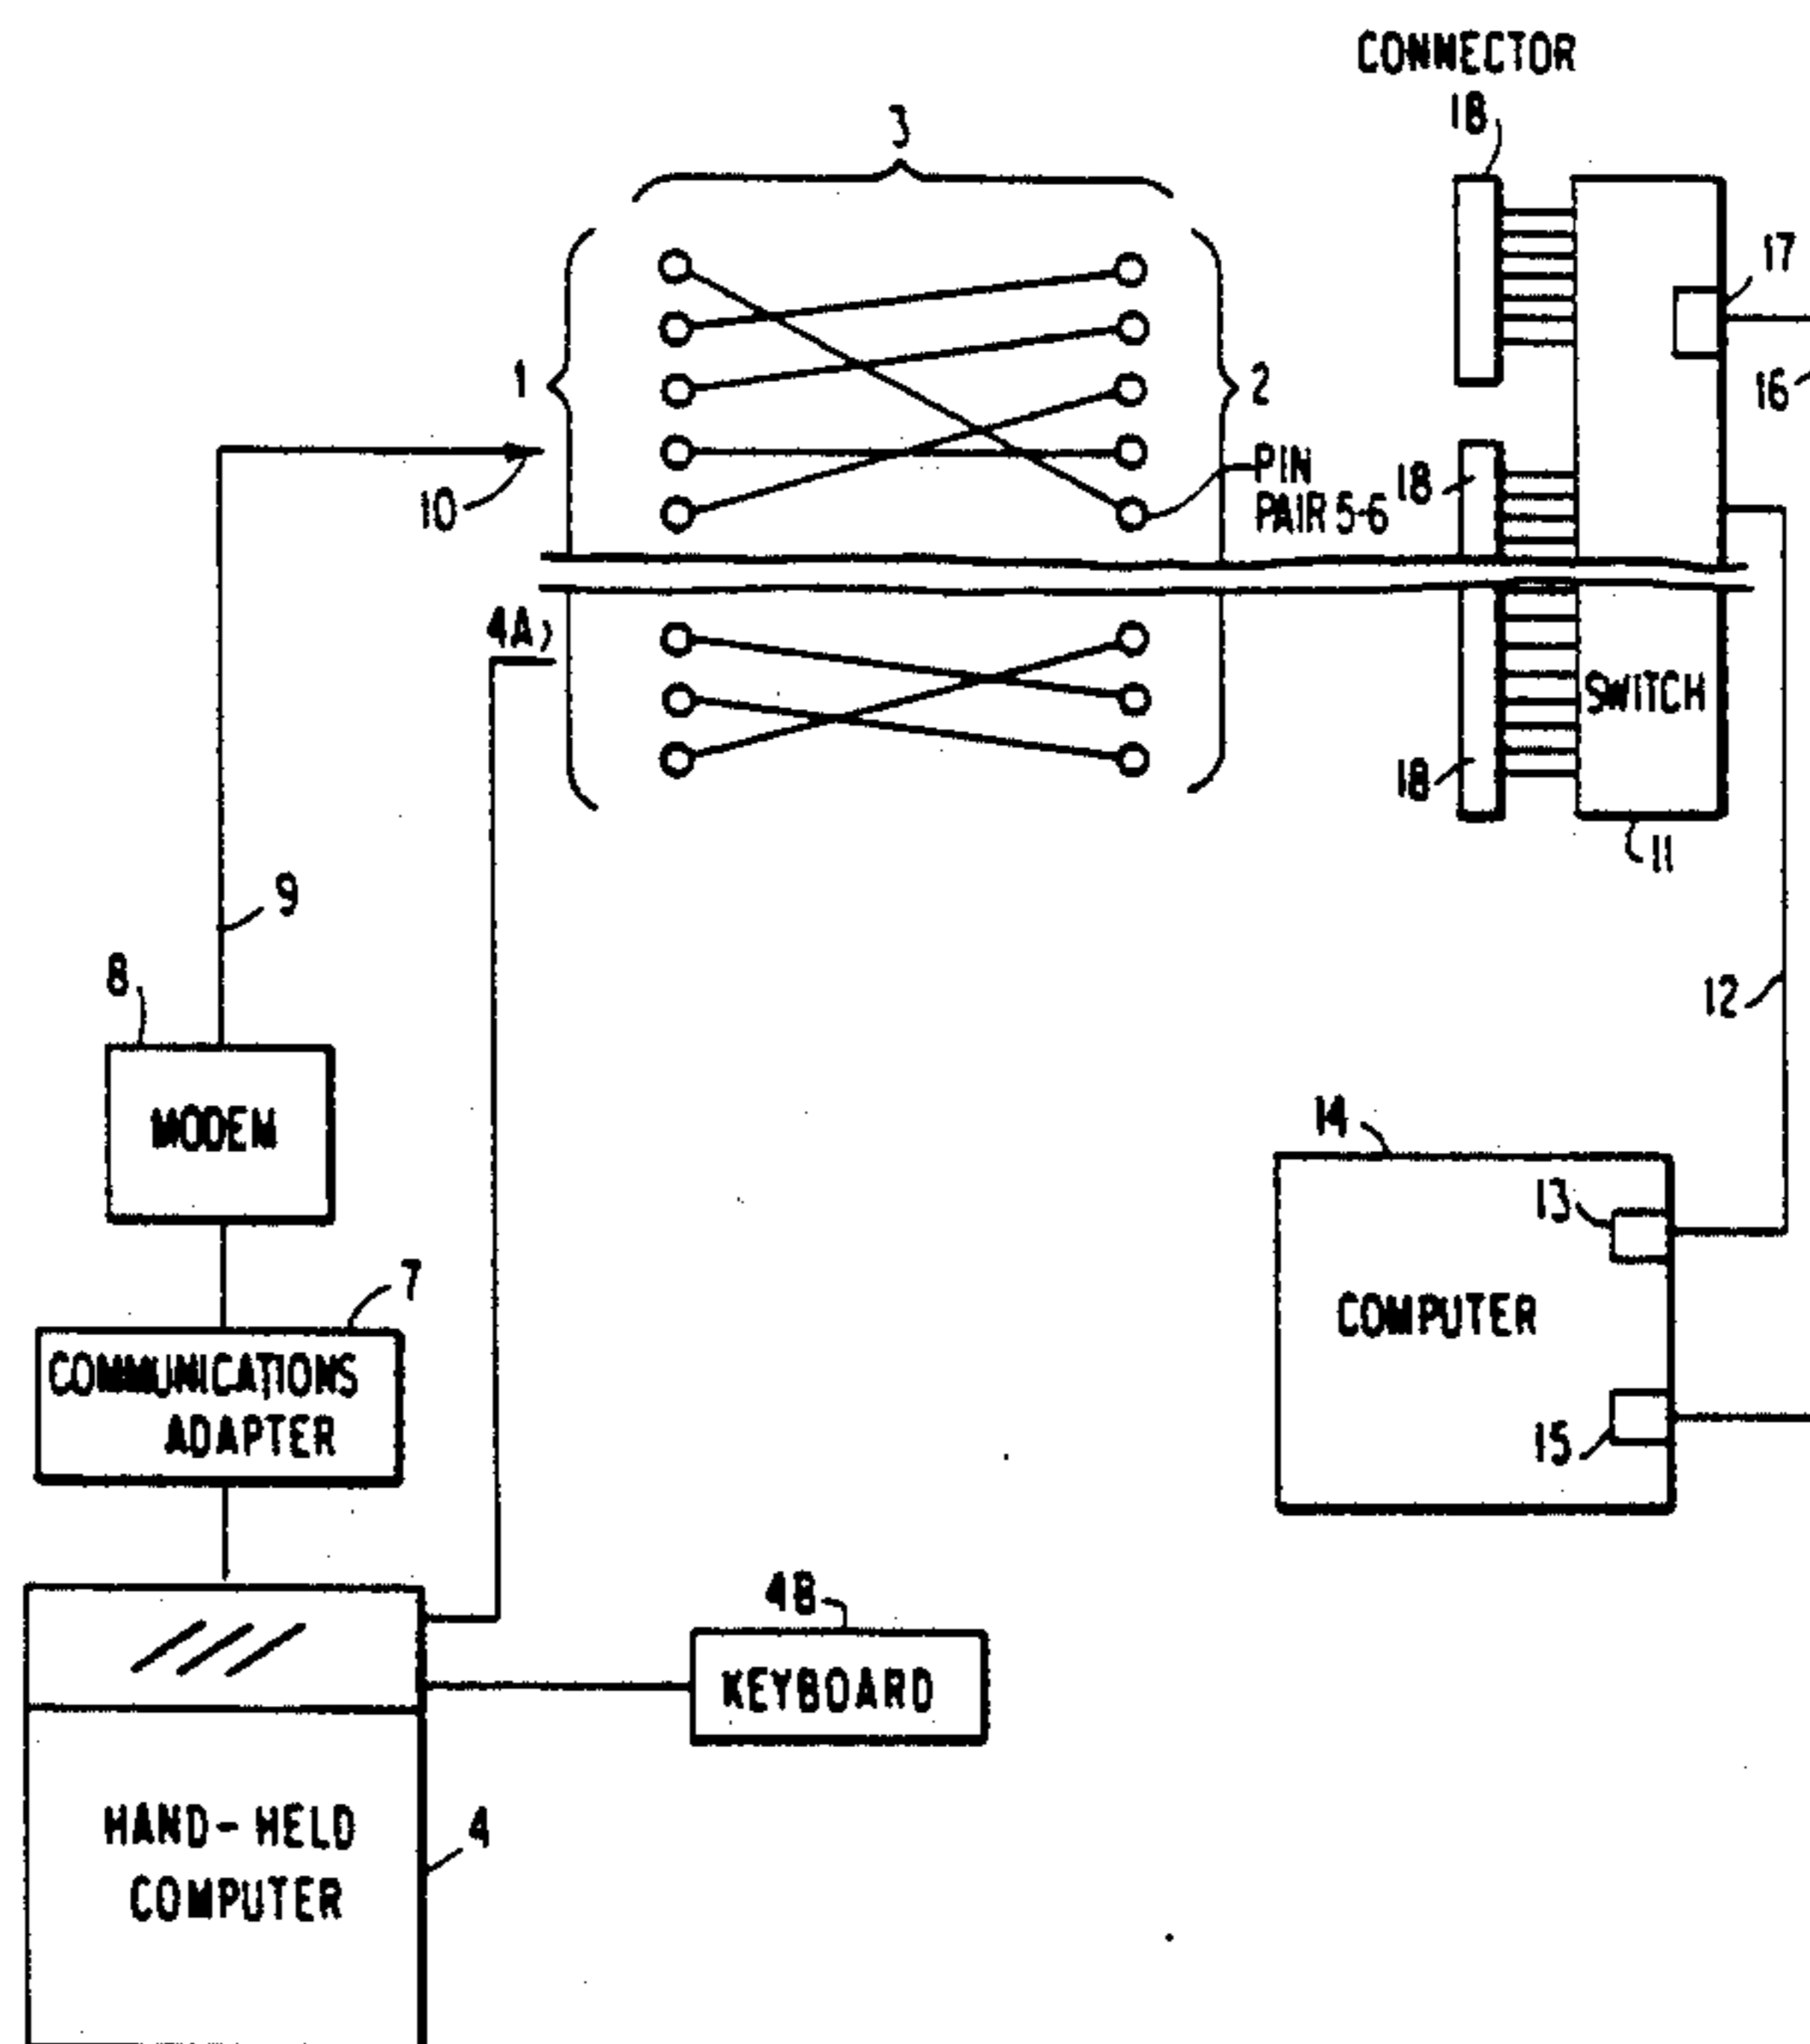 CONNECTOR
18
3
17
1
2
16
PIN
PAIR 5-6
18
10
4A
SWITCH
18
11
9
8
12
MODEM
14
13
7
COMPUTER
COMMUNICATIONS
ADAPTER
15
4B
KEYBOARD
HAND-HELD
COMPUTER
4